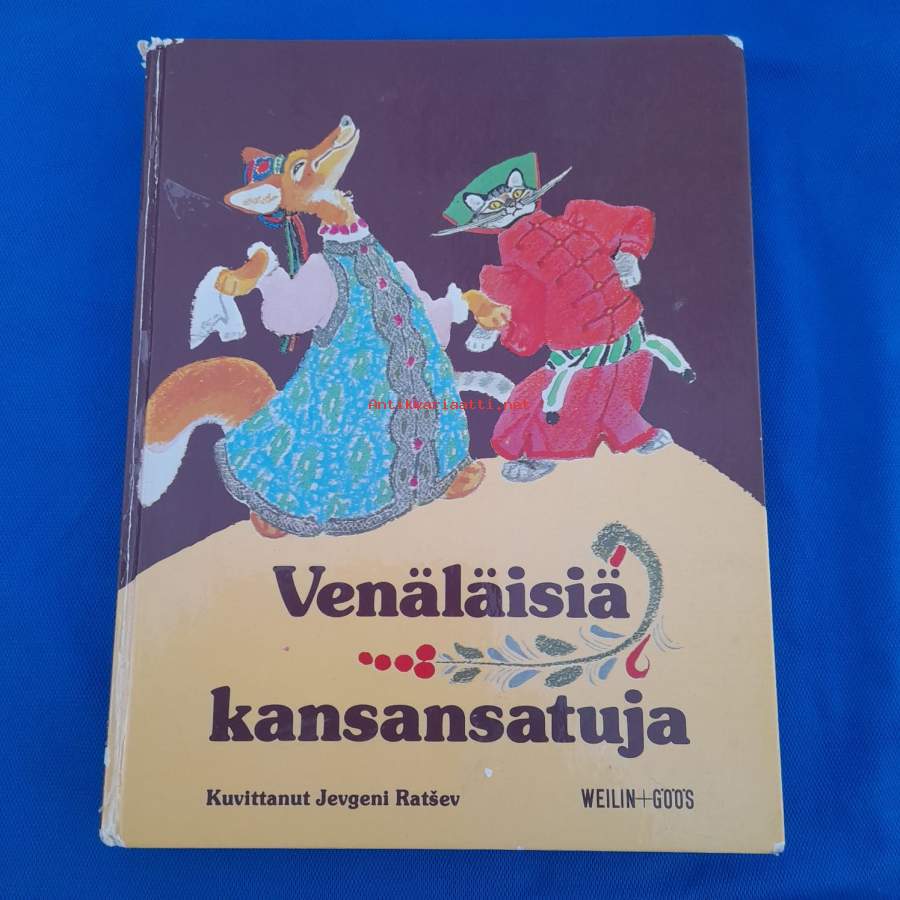 Antikvariaatti.net
Venäläisiä
kansansatuja
Kuvittanut Jevgeni Ratšev
WEILIN+GÖÖS